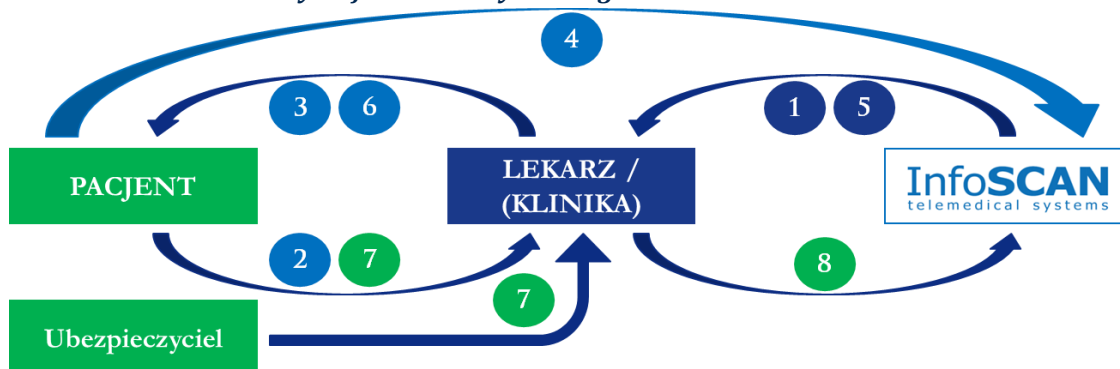 4
3 6
1 5
PACJENT
LEKARZ /
(KLINIKA)
InfoSCAN
telemedical systems
2 7
8
7
Ubezpieczyciel